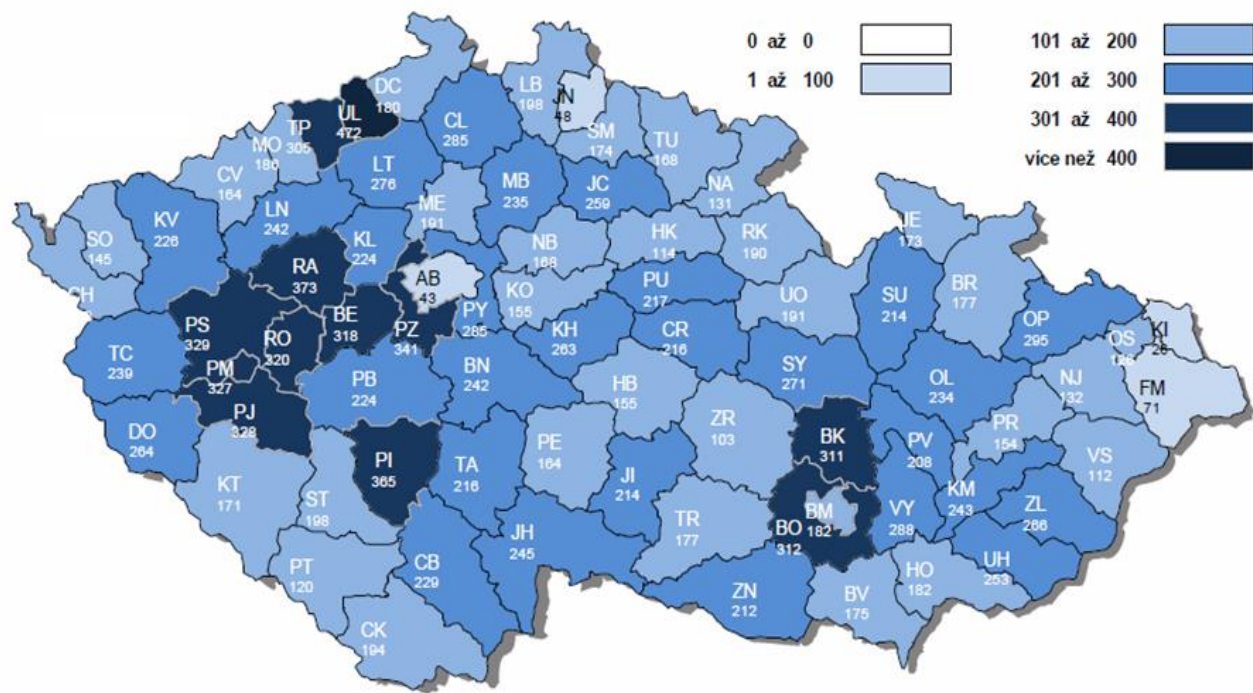 0 až 0
1 až 100
101 až 200
201 až 300
301 až 400
více než 400
DC
180
LB
198
JN
48
UL
472
TP
305
MO
186
CL
285
SM
174
TU
168
CV
164
LT
276
MB
235
JC
259
NA
131
ME
191
KV
226
LN
242
SO
145
KL
224
NB
168
HK
114
RK
190
JE
173
RA
373
AB
43
KO
155
PU
217
UO
191
SU
214
BR
177
CH
PS
329
BE
318
PZ
341
PY
285
RO
320
KH
263
CR
216
OP
295
KI
OS
TC
239
PM
327
PB
224
BN
242
SY
271
OL
234
NJ
132
FM
71
HB
155
PJ
328
DO
264
ZR
103
BK
311
PV
208
PR
154
PE
164
VS
112
PI
365
TA
216
JI
214
KT
171
ST
198
KM
243
ZL
266
BM
182
VY
288
TR
177
BO
312
JH
245
CB
229
UH
253
PT
120
HO
182
ZN
212
BV
175
CK
194